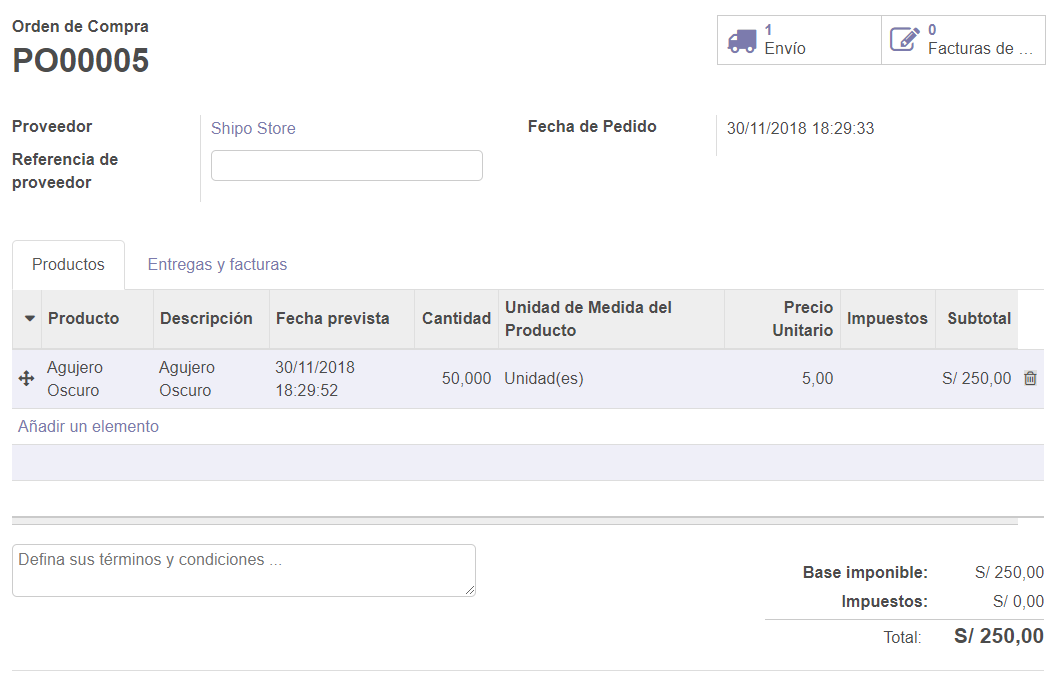 Orden de Compra
PO00005
1
Envío
0
Facturas de ...
Proveedor
Shipo Store
Fecha de Pedido
30/11/2018 18:29:33
Referencia de
proveedor
Productos
Entregas y facturas
Producto
Descripción
Fecha prevista
Cantidad
Unidad de Medida del
Producto
Precio
Unitario
Impuestos
Subtotal
Agujero
Oscuro
Agujero
Oscuro
30/11/2018
18:29:52
50,000
Unidad(es)
5,00
S/ 250,00
Añadir un elemento
Defina sus términos y condiciones ...
Base imponible: S/ 250,00
Impuestos: S/ 0,00
Total: S/ 250,00